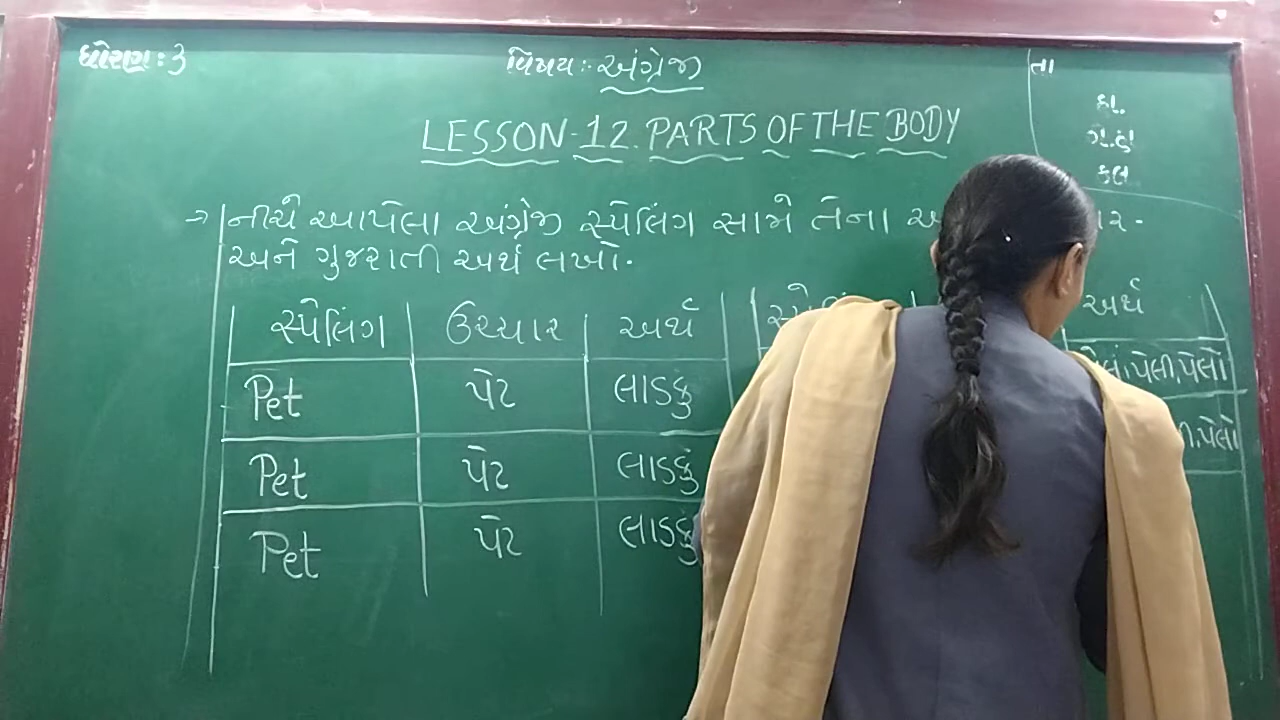 ધોરણ: 3
વિષય :- અંગ્રેજી
તા
LESSON-12. PARTS OF THE BODY
→ નીચે આપેલા અંગ્રેજી સ્પેલિંગ સામે તેના
અને ગુજરાતી અર્થ લખો.
સ્પેલિંગ ઉચ્ચાર અર્થ અર્થ
Pet પેટ લાડકુ પેલી, પેલો
Pet પેટ લાડકું પેલો
Pet પેટ લાડકુ